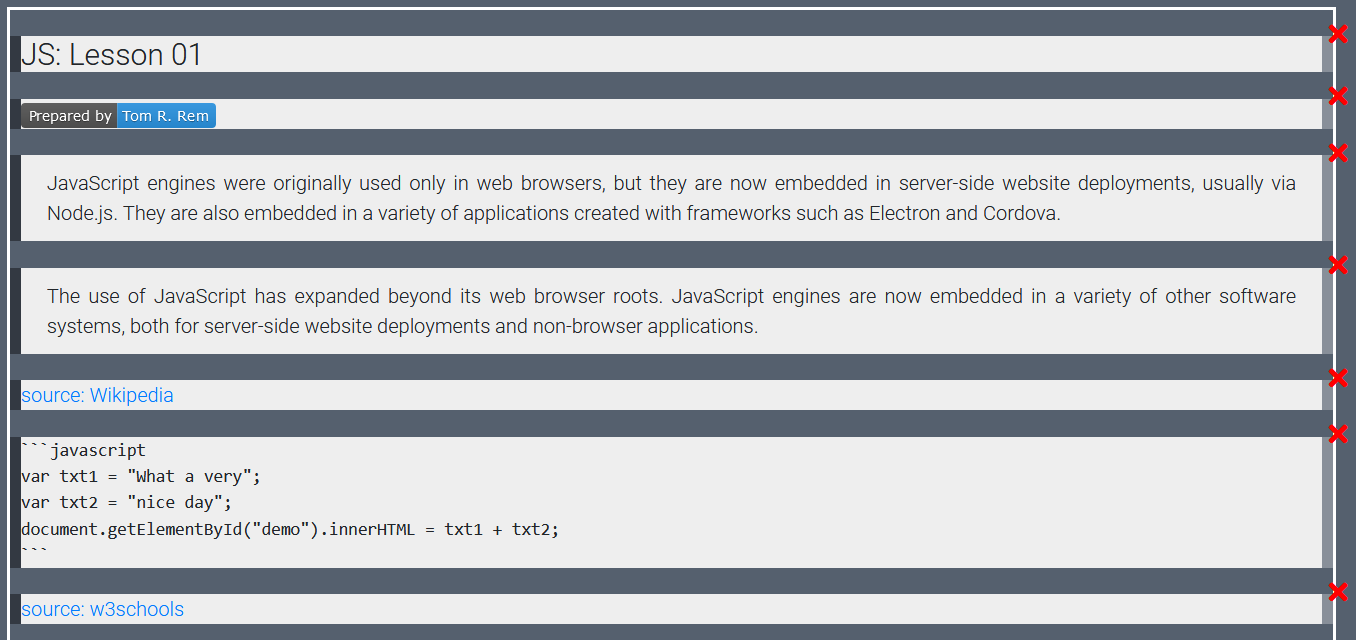 JS: Lesson 01
Prepared by Tom R. Rem
JavaScript engines were originally used only in web browsers, but they are now embedded in server-side website deployments, usually via
Node.js. They are also embedded in a variety of applications created with frameworks such as Electron and Cordova.
The use of JavaScript has expanded beyond its web browser roots. JavaScript engines are now embedded in a variety of other software
systems, both for server-side website deployments and non-browser applications.
source: Wikipedia
```javascript
var txt1 = "What a very";
var txt2 = "nice day";
document.getElementById("demo").innerHTML = txt1 + txt2;
```
source: w3schools